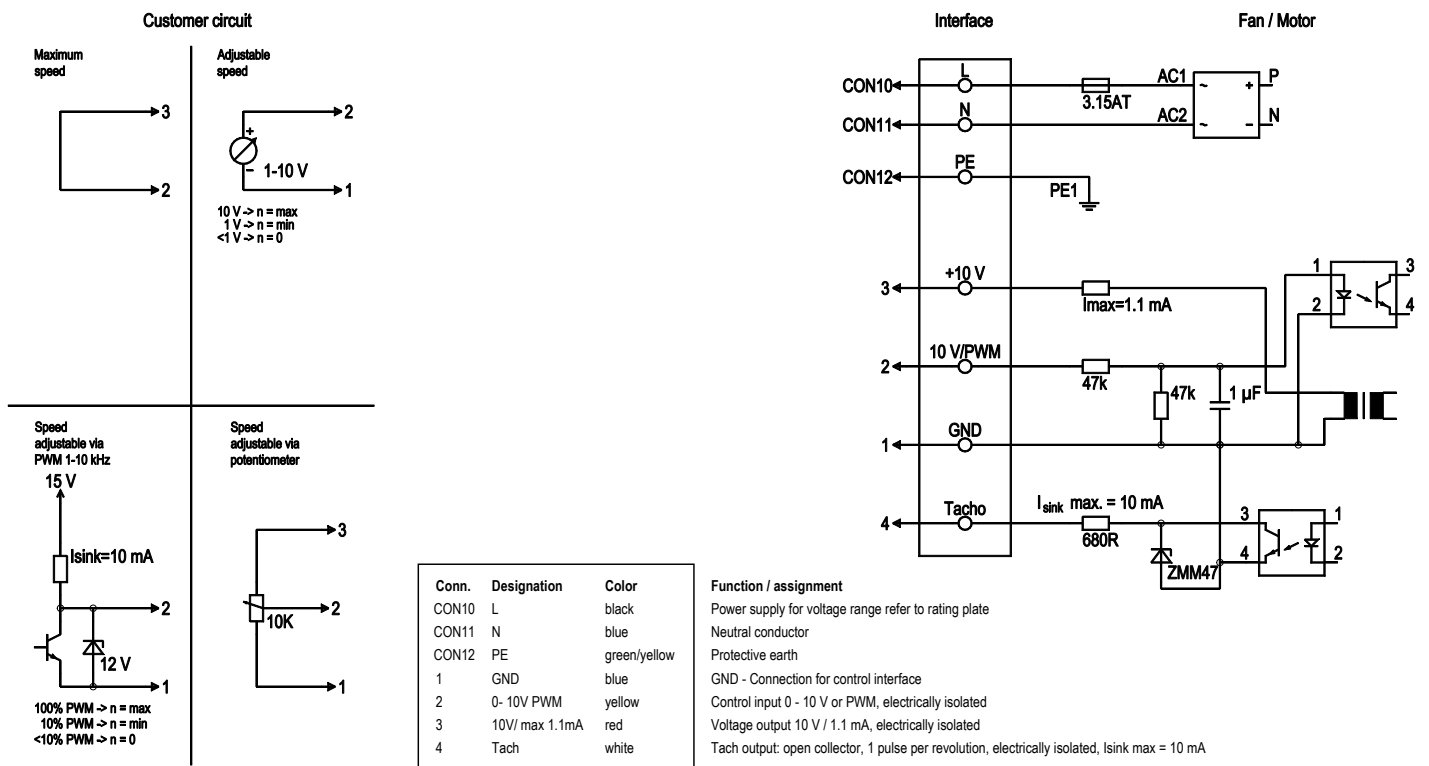 Customer circuit
Interface
Fan / Motor
Maximum
speed
3
2
Adjustable
speed
2
+
–
1-10 V
1
10 V -> n = max
1 V -> n = min
<1 V -> n = 0
Speed
adjustable via
PWM 1-10 kHz
15 V
Isink=10 mA
2
12 V
1
100% PWM -> n = max
10% PWM -> n = min
<10% PWM -> n = 0
Speed
adjustable via
potentiometer
3
2
10K
1
CON10
L
3.15AT
AC1
~
+
P
CON11
N
AC2
~
–
N
CON12
PE
PE1
3
+10 V
Imax=1.1 mA
1
2
3
4
2
10 V/PWM
47k
47k
1 µF
1
GND
4
Tacho
Isink max. = 10 mA
680R
ZMM47
3
4
1
2
Conn. Designation Color Function / assignment
CON10 L black Power supply for voltage range refer to rating plate
CON11 N blue Neutral conductor
CON12 PE green/yellow Protective earth
1 GND blue GND - Connection for control interface
2 0- 10V PWM yellow Control input 0 - 10 V or PWM, electrically isolated
3 10V/ max 1.1mA red Voltage output 10 V / 1.1 mA, electrically isolated
4 Tach white Tach output: open collector, 1 pulse per revolution, electrically isolated, Isink max = 10 mA